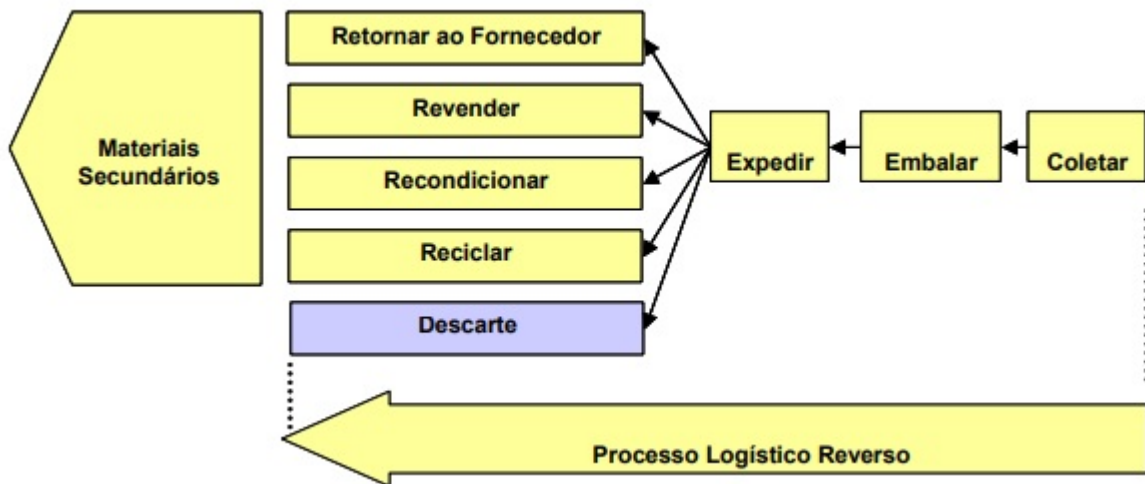 Retornar ao Fornecedor
Revender
Materiais
Secundários
Recondicionar
Expedir
Embalar
Coletar
Reciclar
Descarte
Processo Logístico Reverso